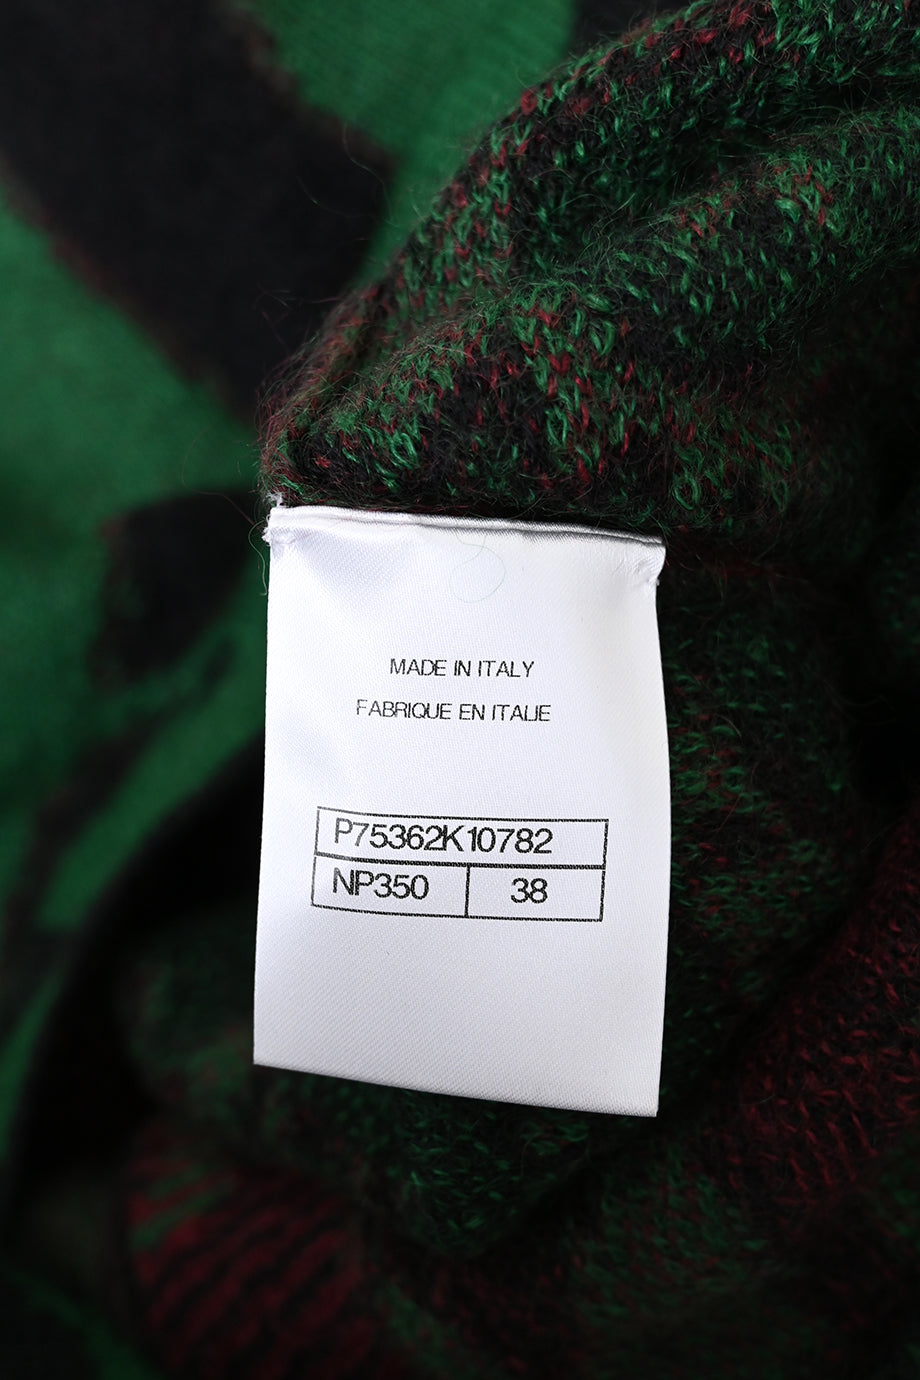 MADE IN ITALY
FABRIQUE EN ITALIE
P75362K10782
NP350 38